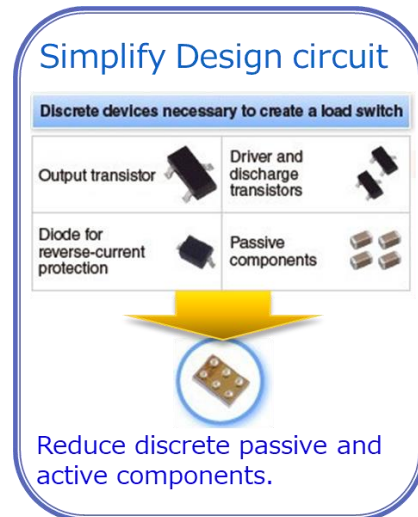 Simplify Design circuit
Discrete devices necessary to create a load switch
Output transistor
Driver and
discharge
transistors
Diode for
reverse-current
protection
Passive
components
Reduce discrete passive and
active components.